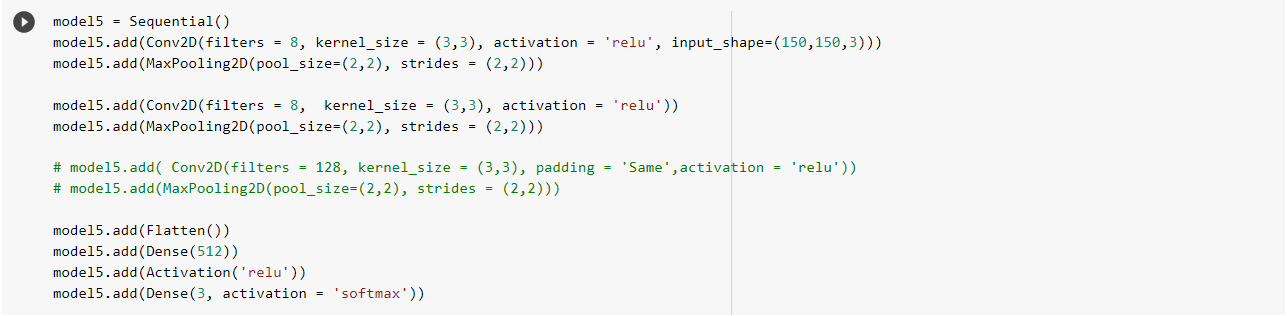 model5 = Sequential()
model5.add(Conv2D(filters = 8, kernel_size = (3,3), activation = 'relu', input_shape=(150,150,3)))
model5.add(MaxPooling2D(pool_size=(2,2), strides = (2,2)))
model5.add(Conv2D(filters = 8,  kernel_size = (3,3), activation = 'relu'))
model5.add(MaxPooling2D(pool_size=(2,2), strides = (2,2)))
# model5.add( Conv2D(filters = 128, kernel_size = (3,3), padding = 'Same',activation = 'relu'))
# model5.add(MaxPooling2D(pool_size=(2,2), strides = (2,2)))
model5.add(Flatten())
model5.add(Dense(512))
model5.add(Activation('relu'))
model5.add(Dense(3, activation = 'softmax'))